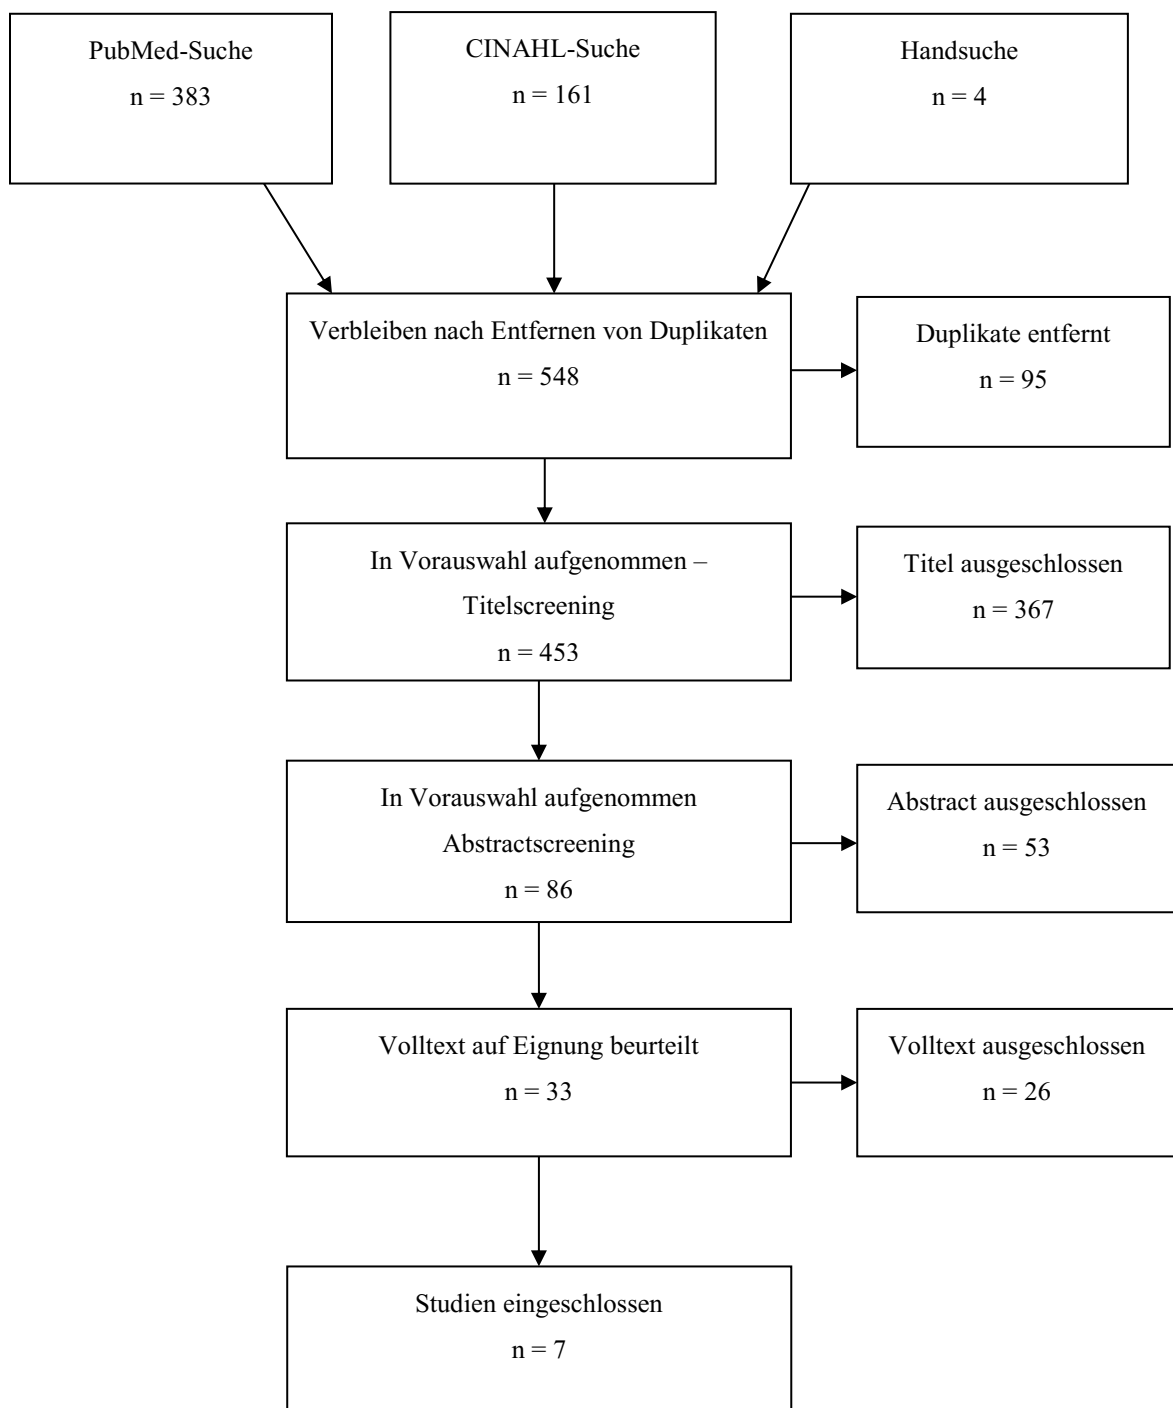 PubMed-Suche
n = 383
CINAHL-Suche
n = 161
Handsuche
n = 4
Verbleiben nach Entfernen von Duplikaten
n = 548
Duplikate entfernt
n = 95
In Vorauswahl aufgenommen –
Titelscreening
n = 453
Titel ausgeschlossen
n = 367
In Vorauswahl aufgenommen
Abstractscreening
n = 86
Abstract ausgeschlossen
n = 53
Volltext auf Eignung beurteilt
n = 33
Volltext ausgeschlossen
n = 26
Studien eingeschlossen
n = 7